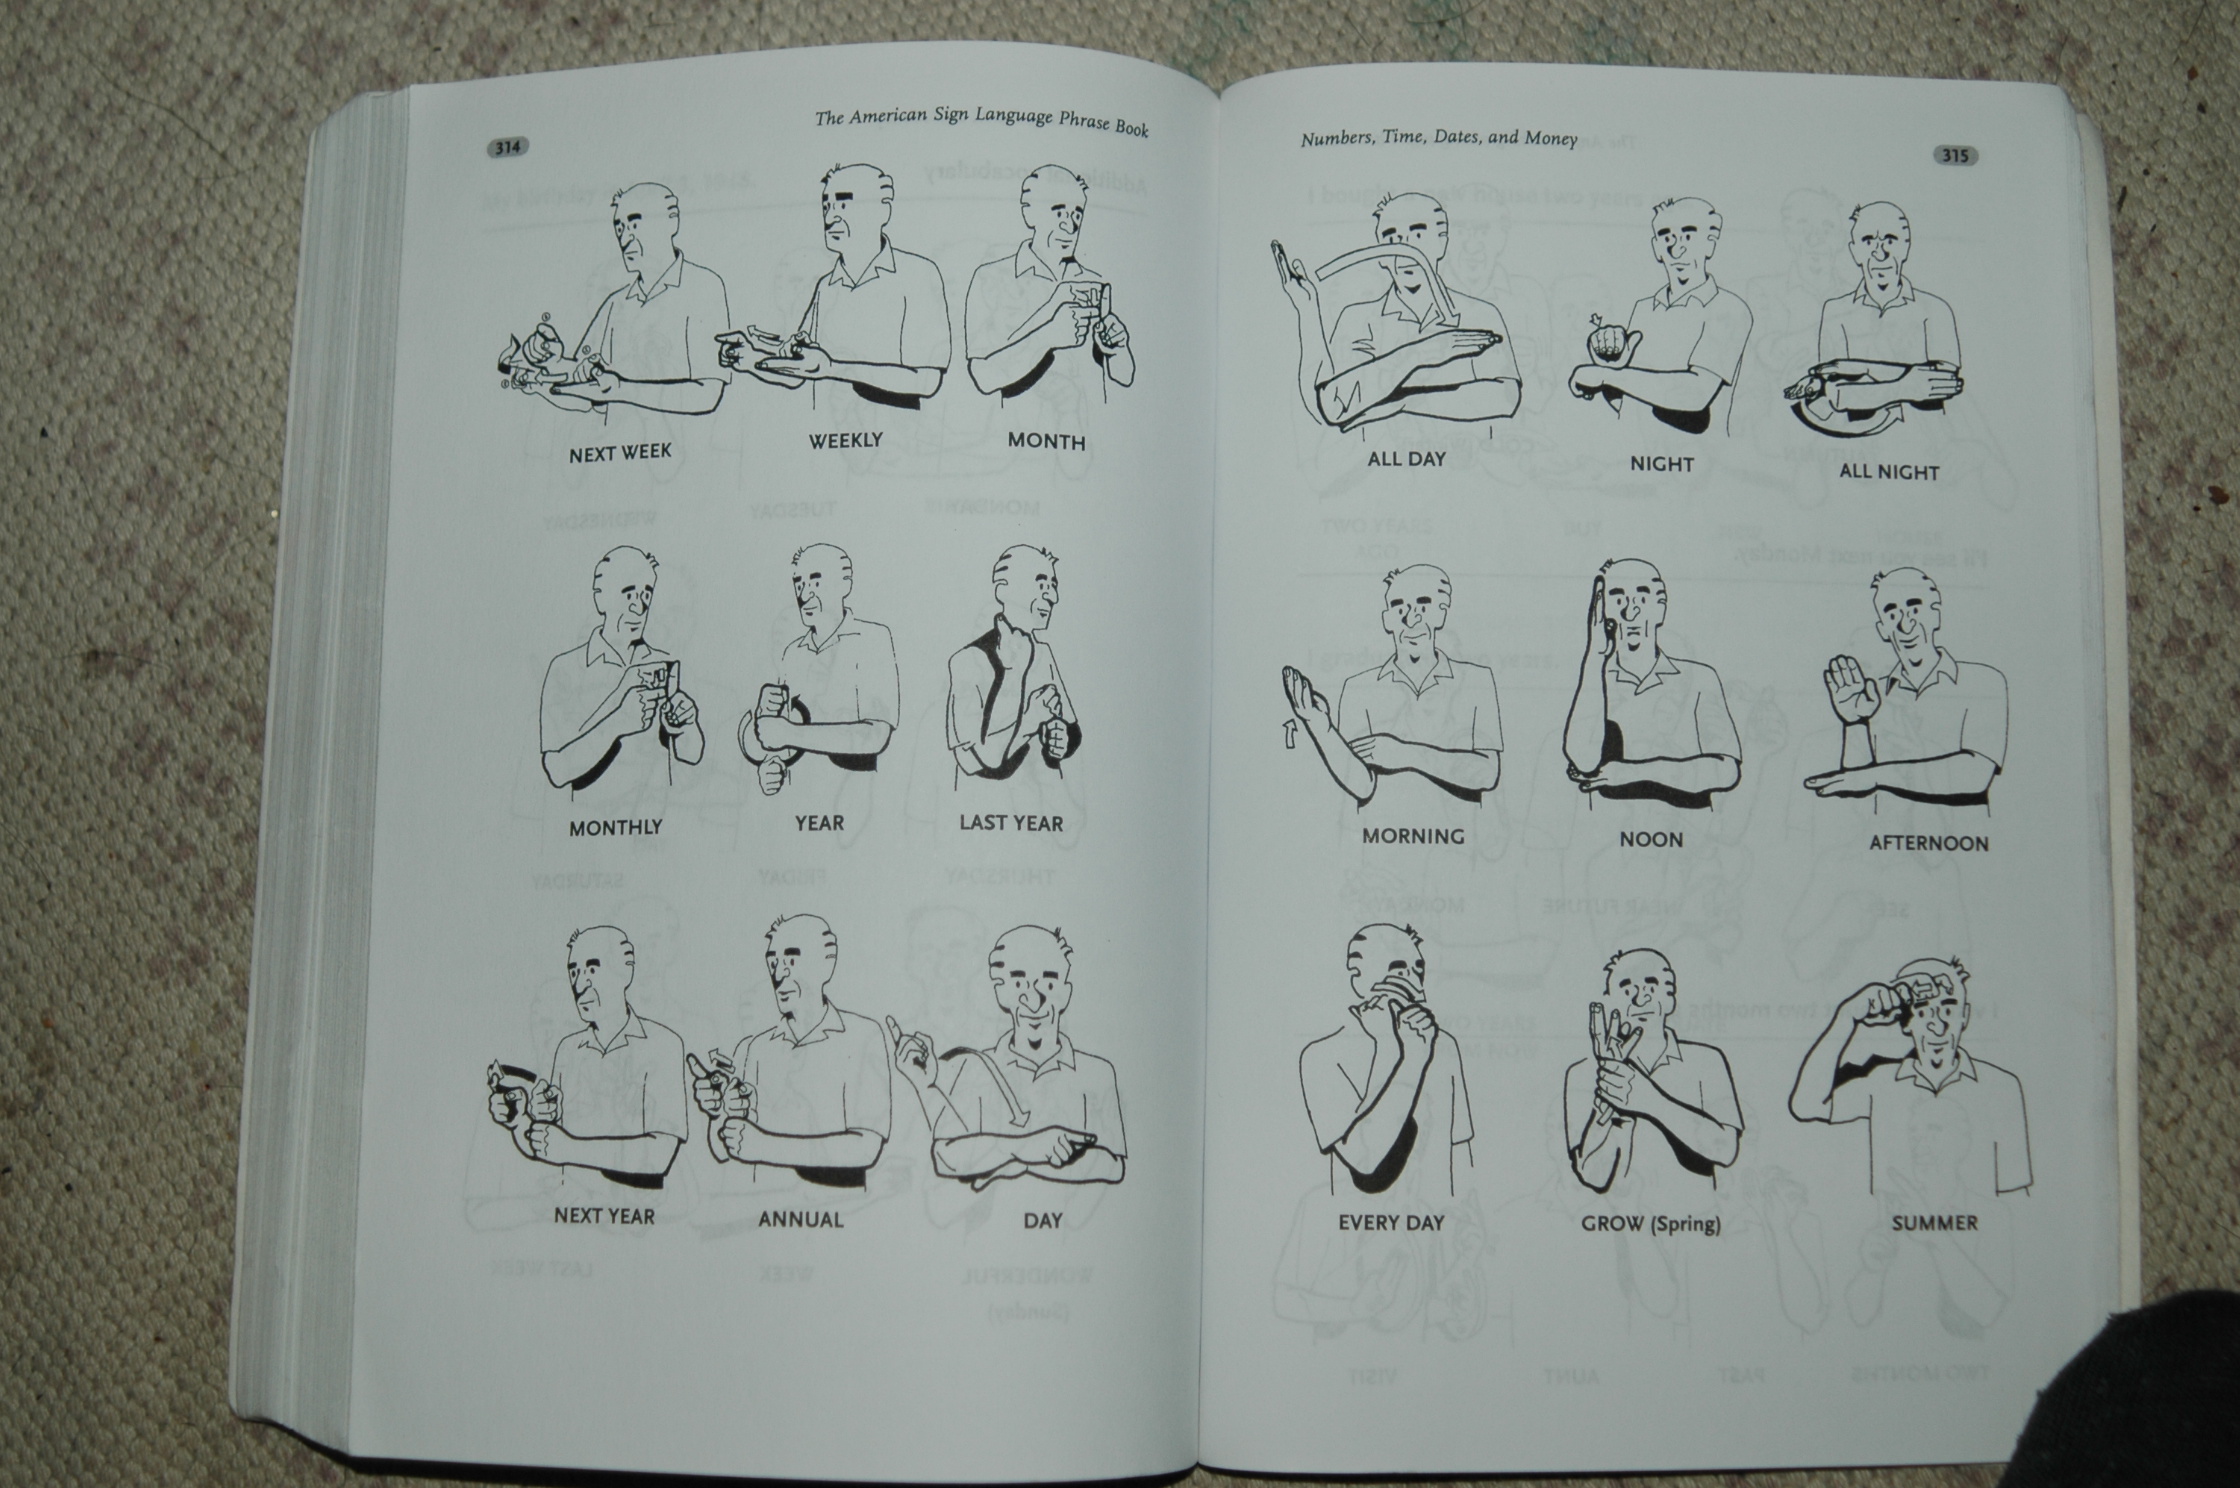 314
The American Sign Language Phrase Book
NEXT WEEK
WEEKLY
MONTH
MONTHLY
YEAR
LAST YEAR
NEXT YEAR
ANNUAL
DAY
Numbers, Time, Dates, and Money
315
ALL DAY
NIGHT
ALL NIGHT
MORNING
NOON
AFTERNOON
EVERY DAY
GROW (Spring)
SUMMER